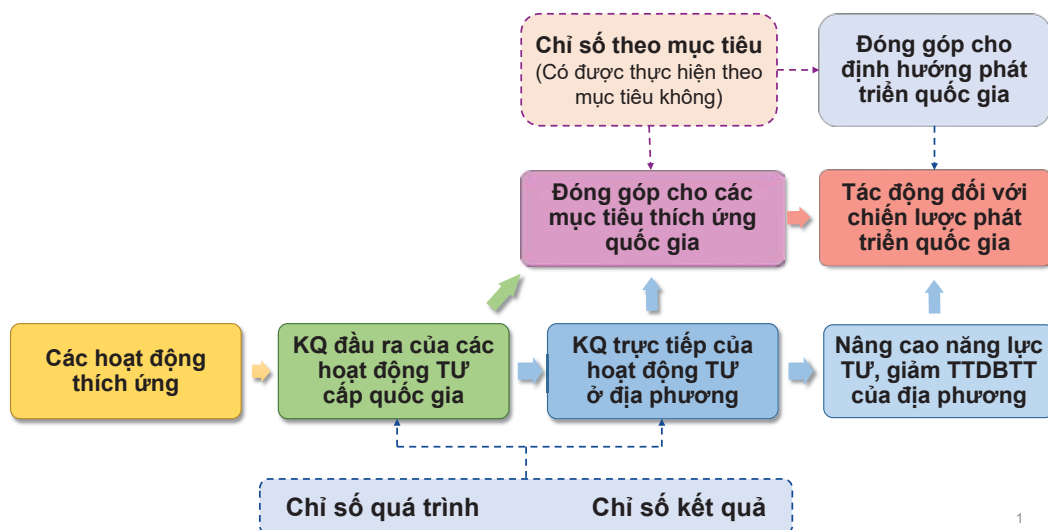 Chỉ số theo mục tiêu
(Có được thực hiện theo
mục tiêu không)
Đóng góp cho
định hướng phát
triển quốc gia
Đóng góp cho các
mục tiêu thích ứng
quốc gia
Tác động đối với
chiến lược phát
triển quốc gia
Các hoạt động
thích ứng
KQ đầu ra của các
hoạt động TƯ
cấp quốc gia
KQ trực tiếp của
hoạt động TƯ
ở địa phương
Nâng cao năng lực
TƯ, giảm TTDBTT
của địa phương
Chỉ số quá trình
Chỉ số kết quả
1